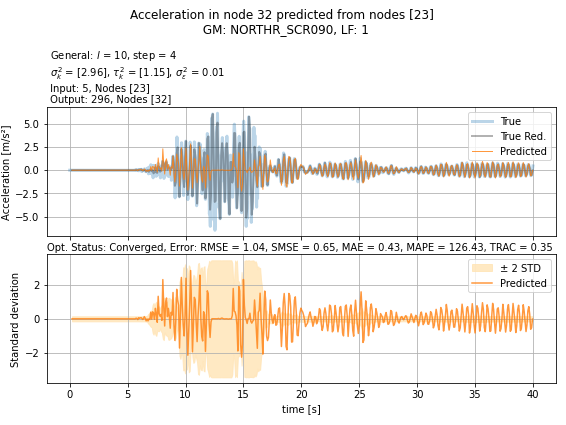 Acceleration in node 32 predicted from nodes [23]
GM: NORTHR_SCR090, LF: 1
General: l = 10, step = 4
σ²ₖ = [2.96], τ²ₖ = [1.15], σ²ε = 0.01
Input: 5, Nodes [23]
Output: 296, Nodes [32]
Acceleration [m/s²]
5.0
2.5
0.0
−2.5
−5.0
True
True Red.
Predicted
Opt. Status: Converged, Error: RMSE = 1.04, SMSE = 0.65, MAE = 0.43, MAPE = 126.43, TRAC = 0.35
Standard deviation
2
0
−2
± 2 STD
Predicted
0 5 10 15 20 25 30 35 40
time [s]